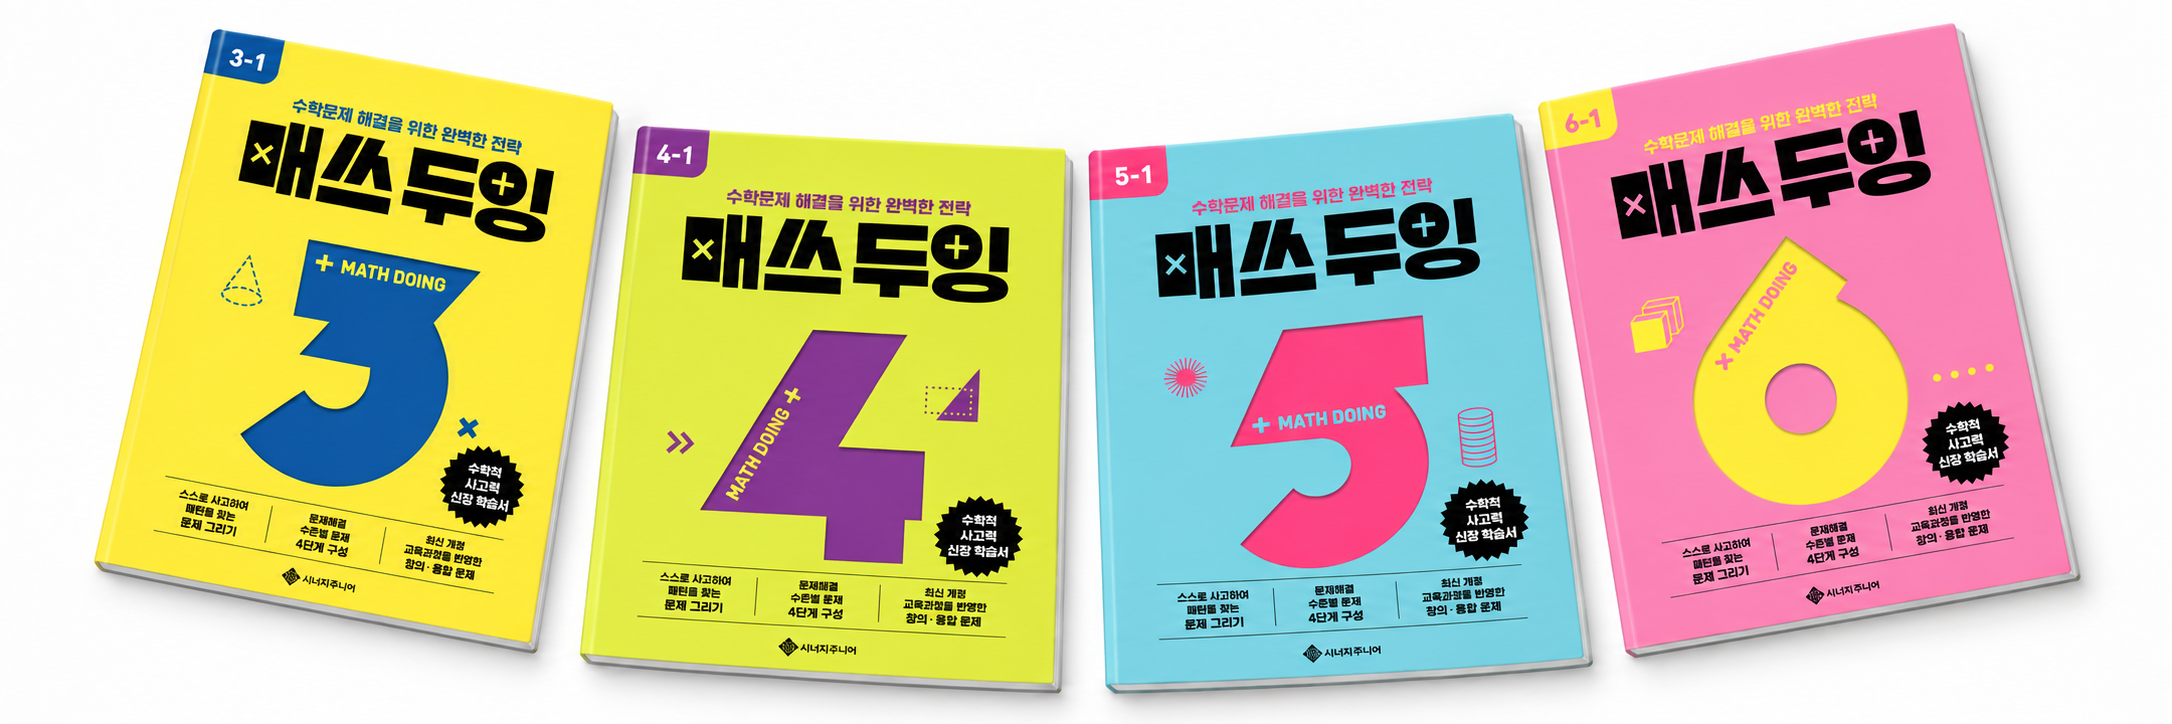 3-1
수학문제 해결을 위한 완벽한 전략
매쓰 두잉
+ MATH DOING
3
수학적
사고력
신장 학습서
스스로 사고하여
패턴을 찾는
문제 그리기
문제해결
수준별 문제
4단계 구성
최신 개정
교육과정을 반영한
창의·융합 문제
시너지주니어
4-1
수학문제 해결을 위한 완벽한 전략
매쓰 두잉
MATH DOING +
4
수학적
사고력
신장 학습서
스스로 사고하여
패턴을 찾는
문제 그리기
문제해결
수준별 문제
4단게 구성
최신 개정
교육과정을 반영한
창의·융합 문제
시너지주니어
5-1
수학문제 해결을 위한 완벽한 전략
매쓰 두잉
+ MATH DOING
5
수학적
사고력
신장 학습서
스스로 사고하여
패턴을 찾는
문제 그리기
문제해결
수준별 문제
4단게 구성
최신 개정
교육과정을 반영한
창의·융합 문제
시너지주니어
6-1
수학문제 해결을 위한 완벽한 전략
매쓰 두잉
+ MATH DOING
6
수학적
사고력
신장 학습서
스스로 사고하여
패턴을 찾는
문제 그리기
문제해결
수준별 문제
4단계 구성
최신 개정
교육과정을 반영한
창의·융합 문제
시너지주니어